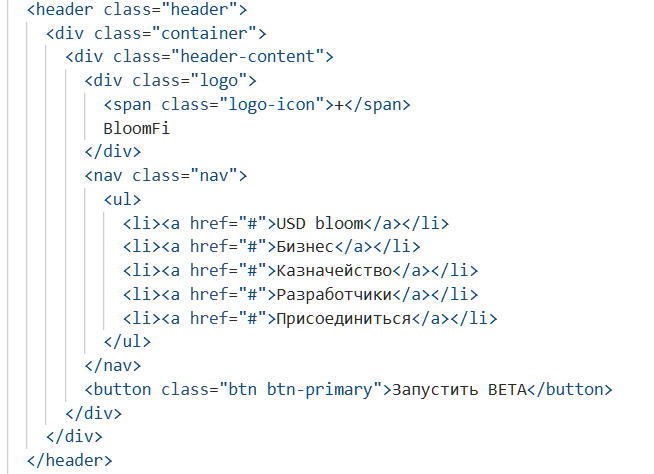 <header class="header">
<div class="container">
<div class="header-content">
<div class="logo">
<span class="logo-icon">+</span>
BloomFi
</div>
<nav class="nav">
<ul>
<li><a href="#">USD bloom</a></li>
<li><a href="#">Бизнес</a></li>
<li><a href="#">Казначейство</a></li>
<li><a href="#">Разработчики</a></li>
<li><a href="#">Присоединиться</a></li>
</ul>
</nav>
<button class="btn btn-primary">Запустить BETA</button>
</div>
</div>
</header>